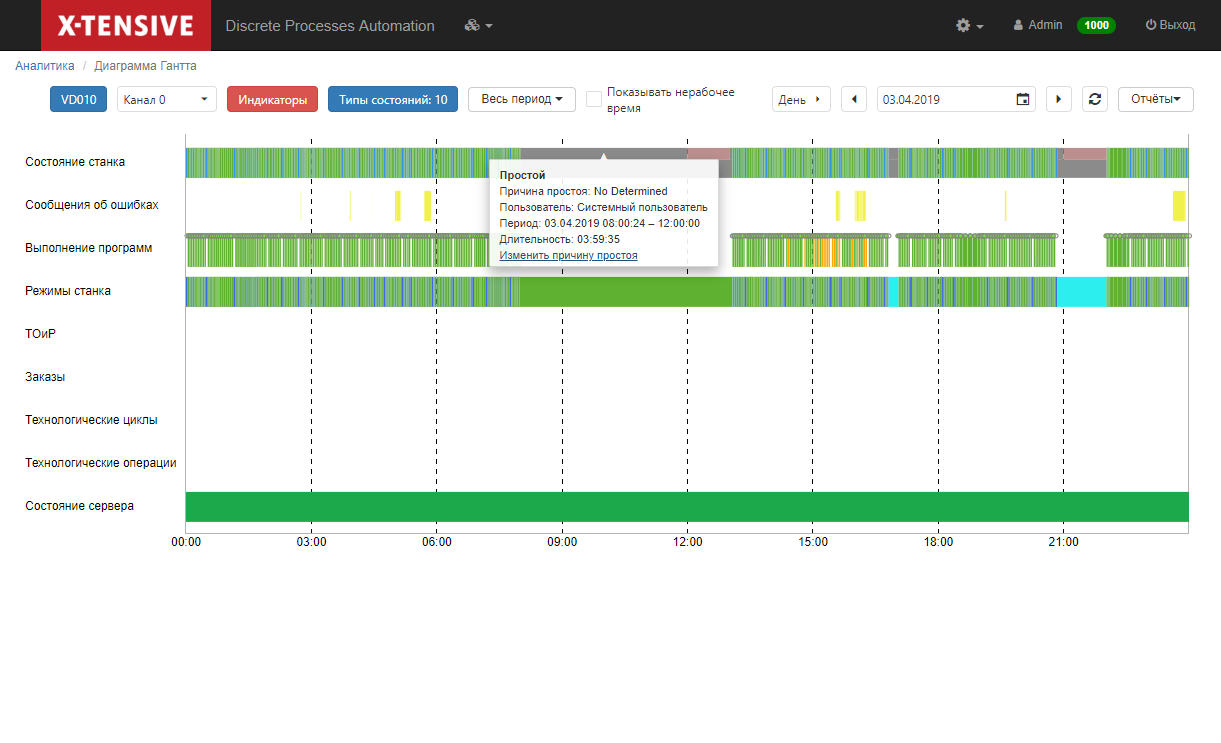 X-TENSIVE Discrete Processes Automation Admin 1000 Выход
Аналитика / Диаграмма Гантта
VD010 Канал 0 Индикаторы Типы состояний: 10 Весь период Показывать нерабочее время День 03.04.2019 Отчёты
Состояние станка
Простой
Причина простоя: No Determined
Пользователь: Системный пользователь
Период: 03.04.2019 08:00:24 – 12:00:00
Длительность: 03:59:35
Изменить причину простоя
Сообщения об ошибках
Выполнение программ
Режимы станка
ТОиР
Заказы
Технологические циклы
Технологические операции
Состояние сервера
00:00 03:00 06:00 09:00 12:00 15:00 18:00 21:00